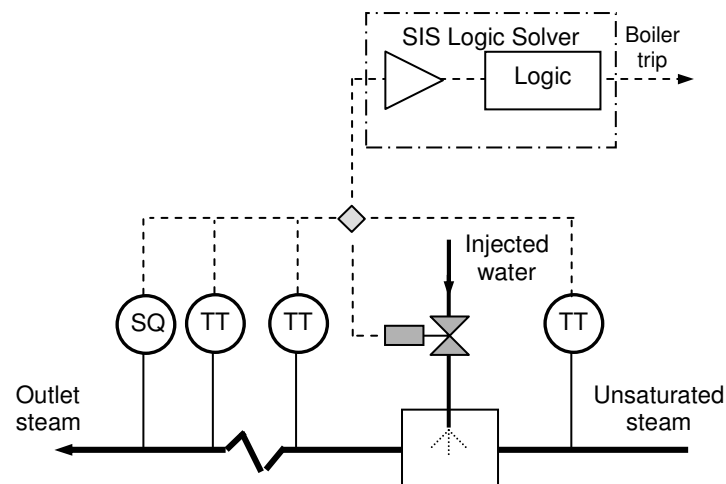 SIS Logic Solver
Boiler
trip
Logic
Injected
water
SQ
TT
TT
TT
Outlet
steam
Unsaturated
steam